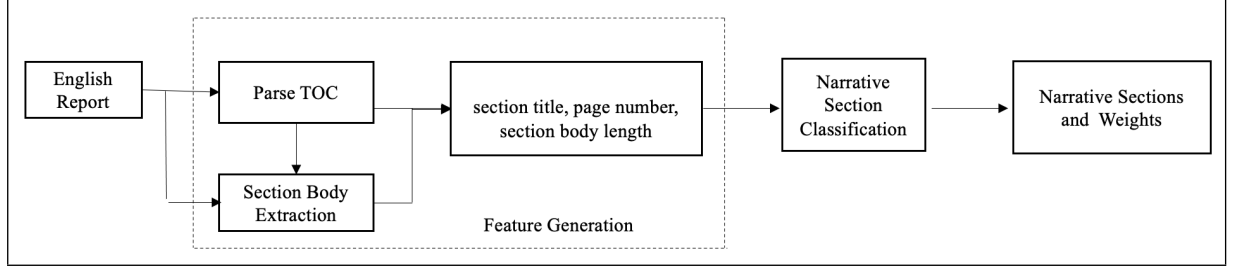 English
Report
Parse TOC
Section Body
Extraction
section title, page number,
section body length
Feature Generation
Narrative
Section
Classification
Narrative Sections
and Weights